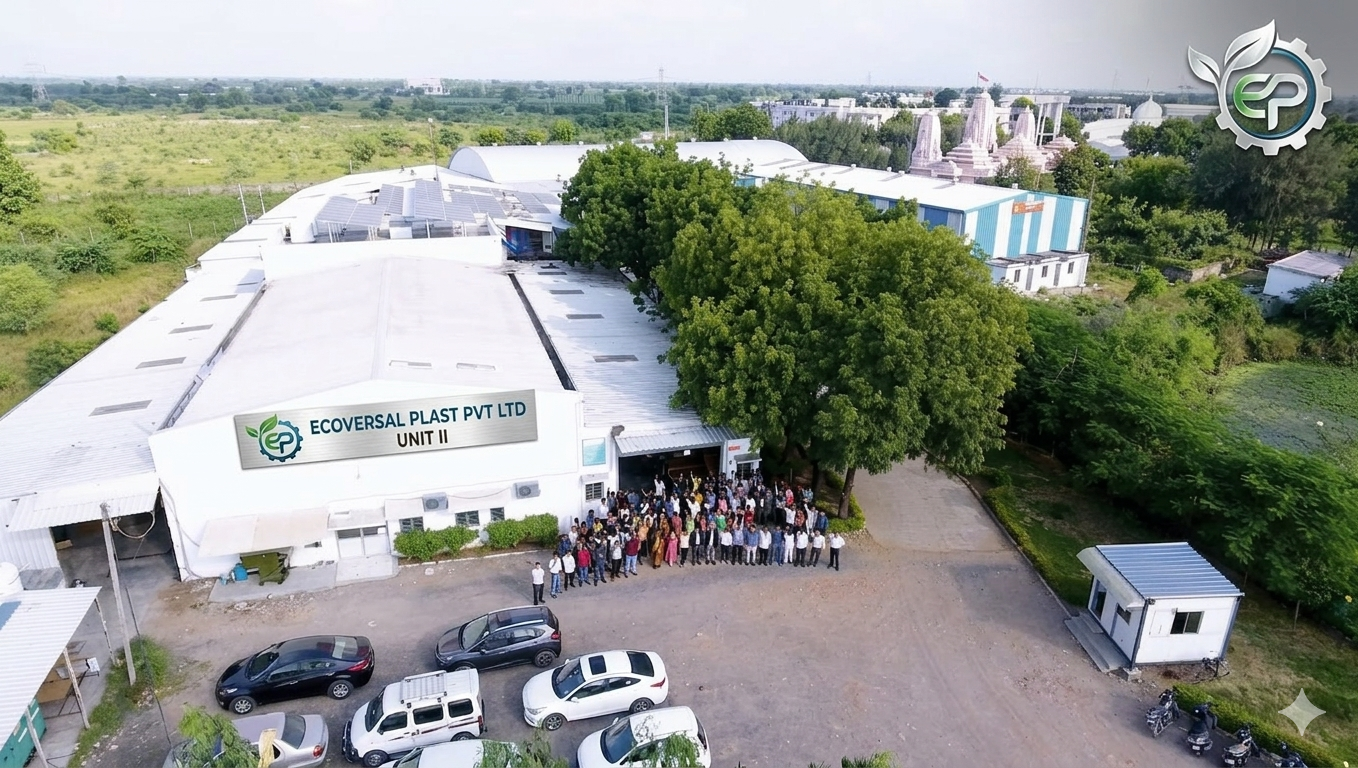 EP
ECOVERSAL PLAST PVT LTD
UNIT II
EP